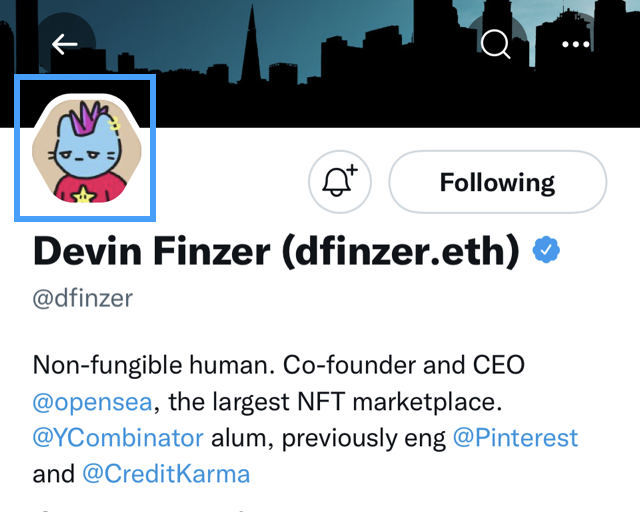 Following
Devin Finzer (dfinzer.eth)
@dfinzer
Non-fungible human. Co-founder and CEO
@opensea, the largest NFT marketplace.
@YCombinator alum, previously eng @Pinterest
and @CreditKarma